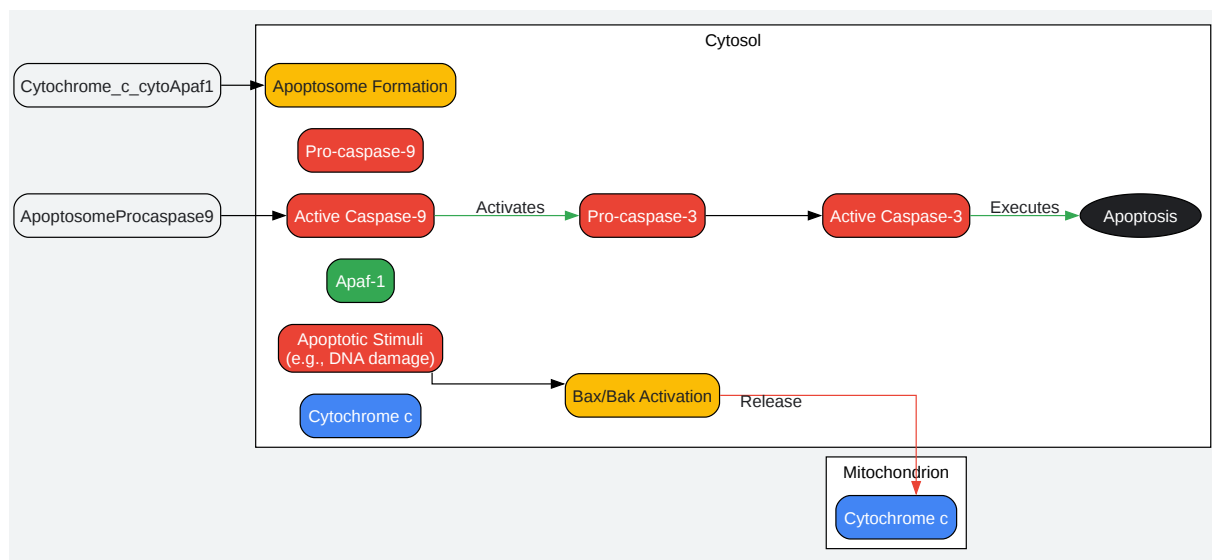 Cytosol
Cytochrome_c_cytoApaf1
Apoptosome Formation
Pro-caspase-9
ApoptosomeProcaspase9
Active Caspase-9
Activates
Pro-caspase-3
Active Caspase-3
Executes
Apoptosis
Apaf-1
Apoptotic Stimuli
(e.g., DNA damage)
Bax/Bak Activation
Release
Cytochrome c
Mitochondrion
Cytochrome c